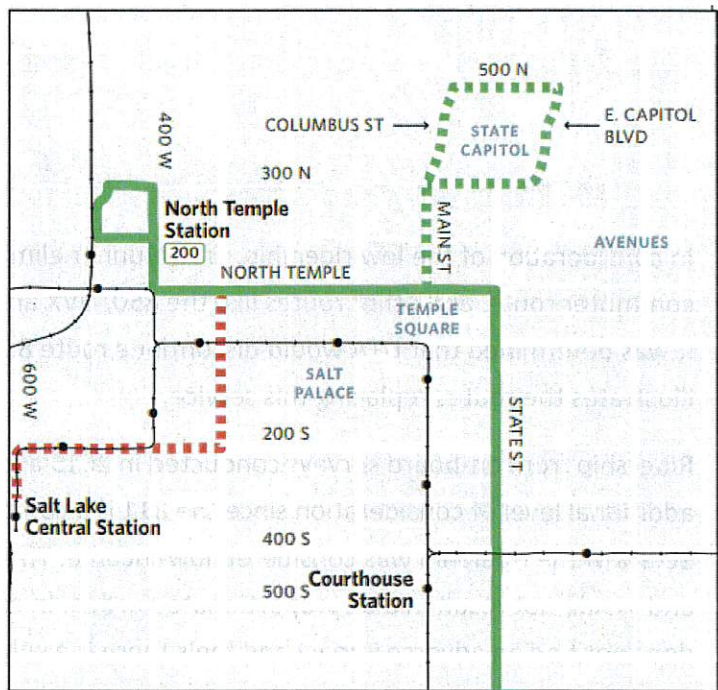 500 N
COLUMBUS ST
STATE
CAPITOL
E. CAPITOL
BLVD
400 W
300 N
MAIN ST
North Temple
Station
200
AVENUES
NORTH TEMPLE
TEMPLE
SQUARE
600 W
SALT
PALACE
STATE ST
200 S
Salt Lake
Central Station
400 S
500 S
Courthouse
Station